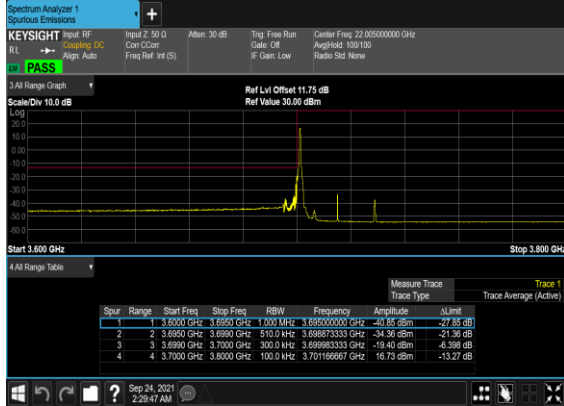 Spectrum Analyzer 1
Spurious Emissions
+
KEYSIGHT Input: RF Input Z: 50 Ω Atten: 30 dB Trig: Free Run Center Freq: 22.005000000 GHz
RL Coupling: DC Corr CCorr Gate: Off Avg|Hold: 100/100
Align: Auto Freq Ref: Int (S) IF Gain: Low Radio Std: None
PASS
3 All Range Graph
Ref Lvl Offset 11.75 dB
Scale/Div 10.0 dB Ref Value 30.00 dBm
Log
20.0
10.0
0.00
-10.0
-20.0
-30.0
-40.0
-50.0
-60.0
Start 3.600 GHz Stop 3.800 GHz
4 All Range Table
Measure Trace Trace 1
Trace Type Trace Average (Active)
Spur Range Start Freq Stop Freq RBW Frequency Amplitude ΔLimit
1 1 3.6000 GHz 3.6950 GHz 1.000 MHz 3.695000000 GHz -40.85 dBm -27.85 dB
2 2 3.6950 GHz 3.6990 GHz 510.0 kHz 3.698873333 GHz -34.36 dBm -21.36 dB
3 3 3.6990 GHz 3.7000 GHz 300.0 kHz 3.699983333 GHz -19.40 dBm -6.398 dB
4 4 3.7000 GHz 3.8000 GHz 100.0 kHz 3.701166667 GHz 16.73 dBm -13.27 dB
? Sep 24, 2021
2:29:47 AM